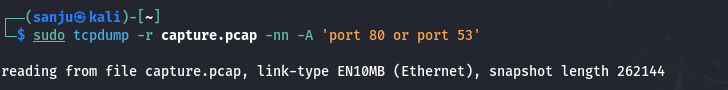 ┌──(sanju㉿kali)-[~]
└─$ sudo tcpdump -r capture.pcap -nn -A 'port 80 or port 53'
reading from file capture.pcap, link-type EN10MB (Ethernet), snapshot length 262144